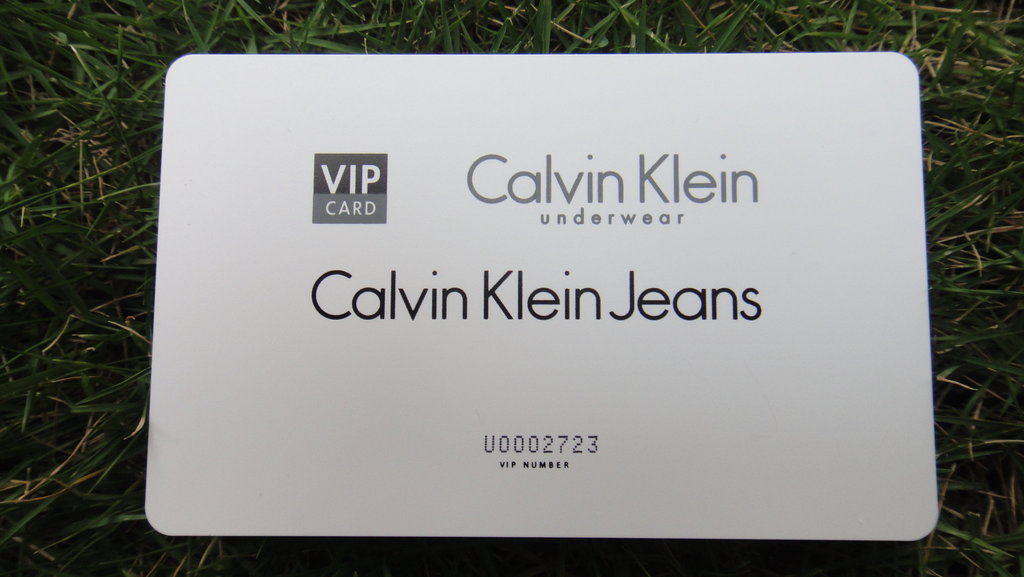 VIP
CARD
Calvin Klein
underwear
Calvin Klein Jeans
U0002723
VIP NUMBER